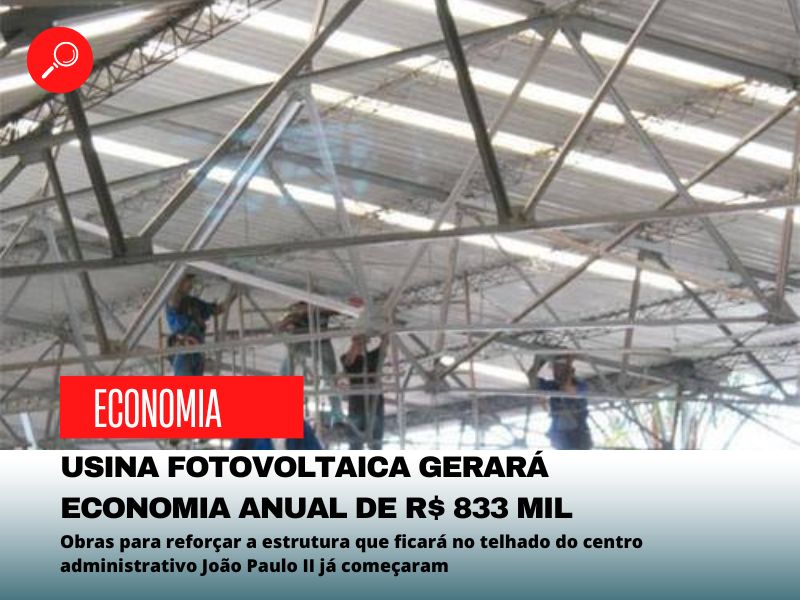 ECONOMIA
USINA FOTOVOLTAICA GERARÁ
ECONOMIA ANUAL DE R$ 833 MIL
Obras para reforçar a estrutura que ficará no telhado do centro
administrativo João Paulo II já começaram